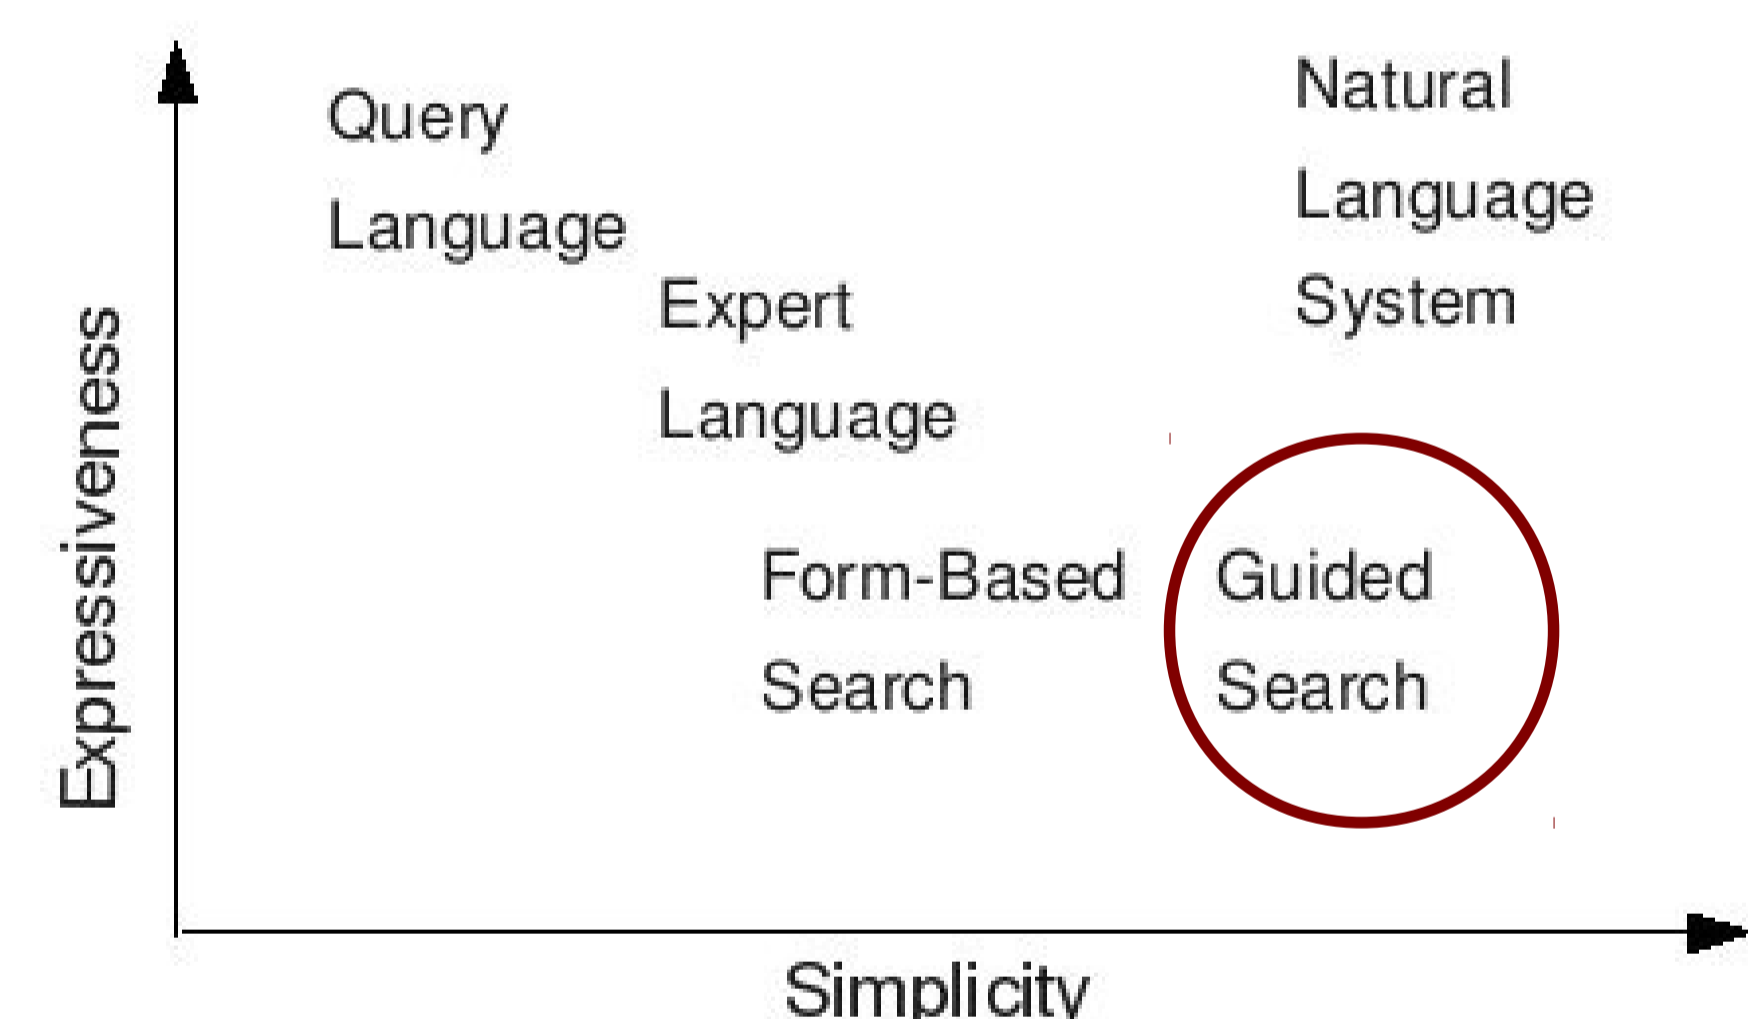 Query
Language
Natural
Language
System
Expert
Language
Form-Based
Search
Guided
Search
Expressiveness
Simplicity